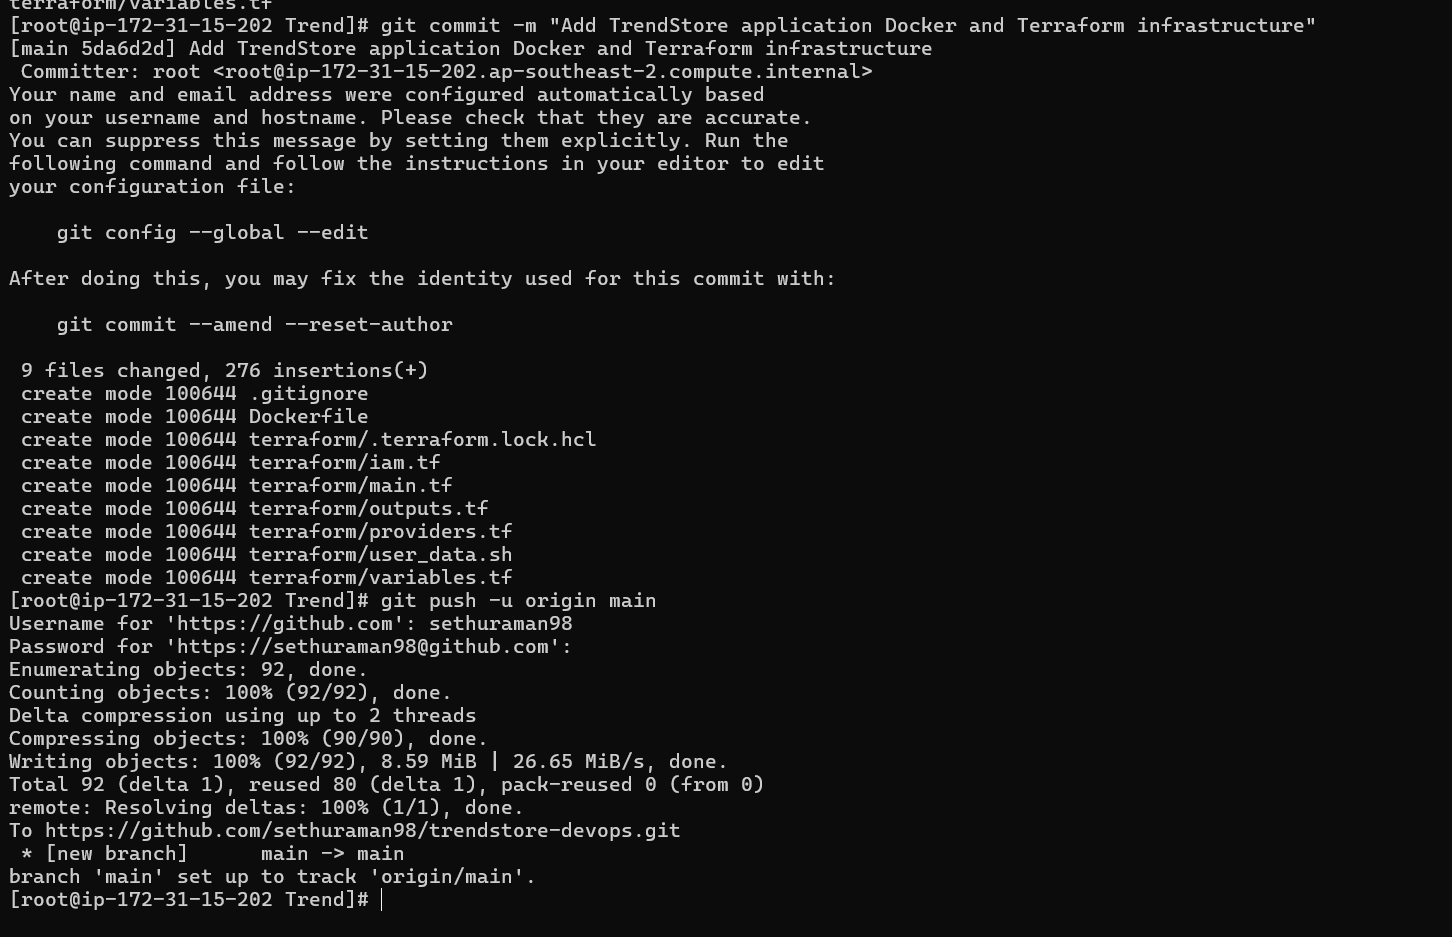 terraform/variables.tf
[root@ip-172-31-15-202 Trend]# git commit -m "Add TrendStore application Docker and Terraform infrastructure"
[main 5da6d2d] Add TrendStore application Docker and Terraform infrastructure
 Committer: root <root@ip-172-31-15-202.ap-southeast-2.compute.internal>
Your name and email address were configured automatically based
on your username and hostname. Please check that they are accurate.
You can suppress this message by setting them explicitly. Run the
following command and follow the instructions in your editor to edit
your configuration file:

    git config --global --edit

After doing this, you may fix the identity used for this commit with:

    git commit --amend --reset-author

 9 files changed, 276 insertions(+)
 create mode 100644 .gitignore
 create mode 100644 Dockerfile
 create mode 100644 terraform/.terraform.lock.hcl
 create mode 100644 terraform/iam.tf
 create mode 100644 terraform/main.tf
 create mode 100644 terraform/outputs.tf
 create mode 100644 terraform/providers.tf
 create mode 100644 terraform/user_data.sh
 create mode 100644 terraform/variables.tf
[root@ip-172-31-15-202 Trend]# git push -u origin main
Username for 'https://github.com': sethuraman98
Password for 'https://sethuraman98@github.com':
Enumerating objects: 92, done.
Counting objects: 100% (92/92), done.
Delta compression using up to 2 threads
Compressing objects: 100% (90/90), done.
Writing objects: 100% (92/92), 8.59 MiB | 26.65 MiB/s, done.
Total 92 (delta 1), reused 80 (delta 1), pack-reused 0 (from 0)
remote: Resolving deltas: 100% (1/1), done.
To https://github.com/sethuraman98/trendstore-devops.git
 * [new branch]      main -> main
branch 'main' set up to track 'origin/main'.
[root@ip-172-31-15-202 Trend]#